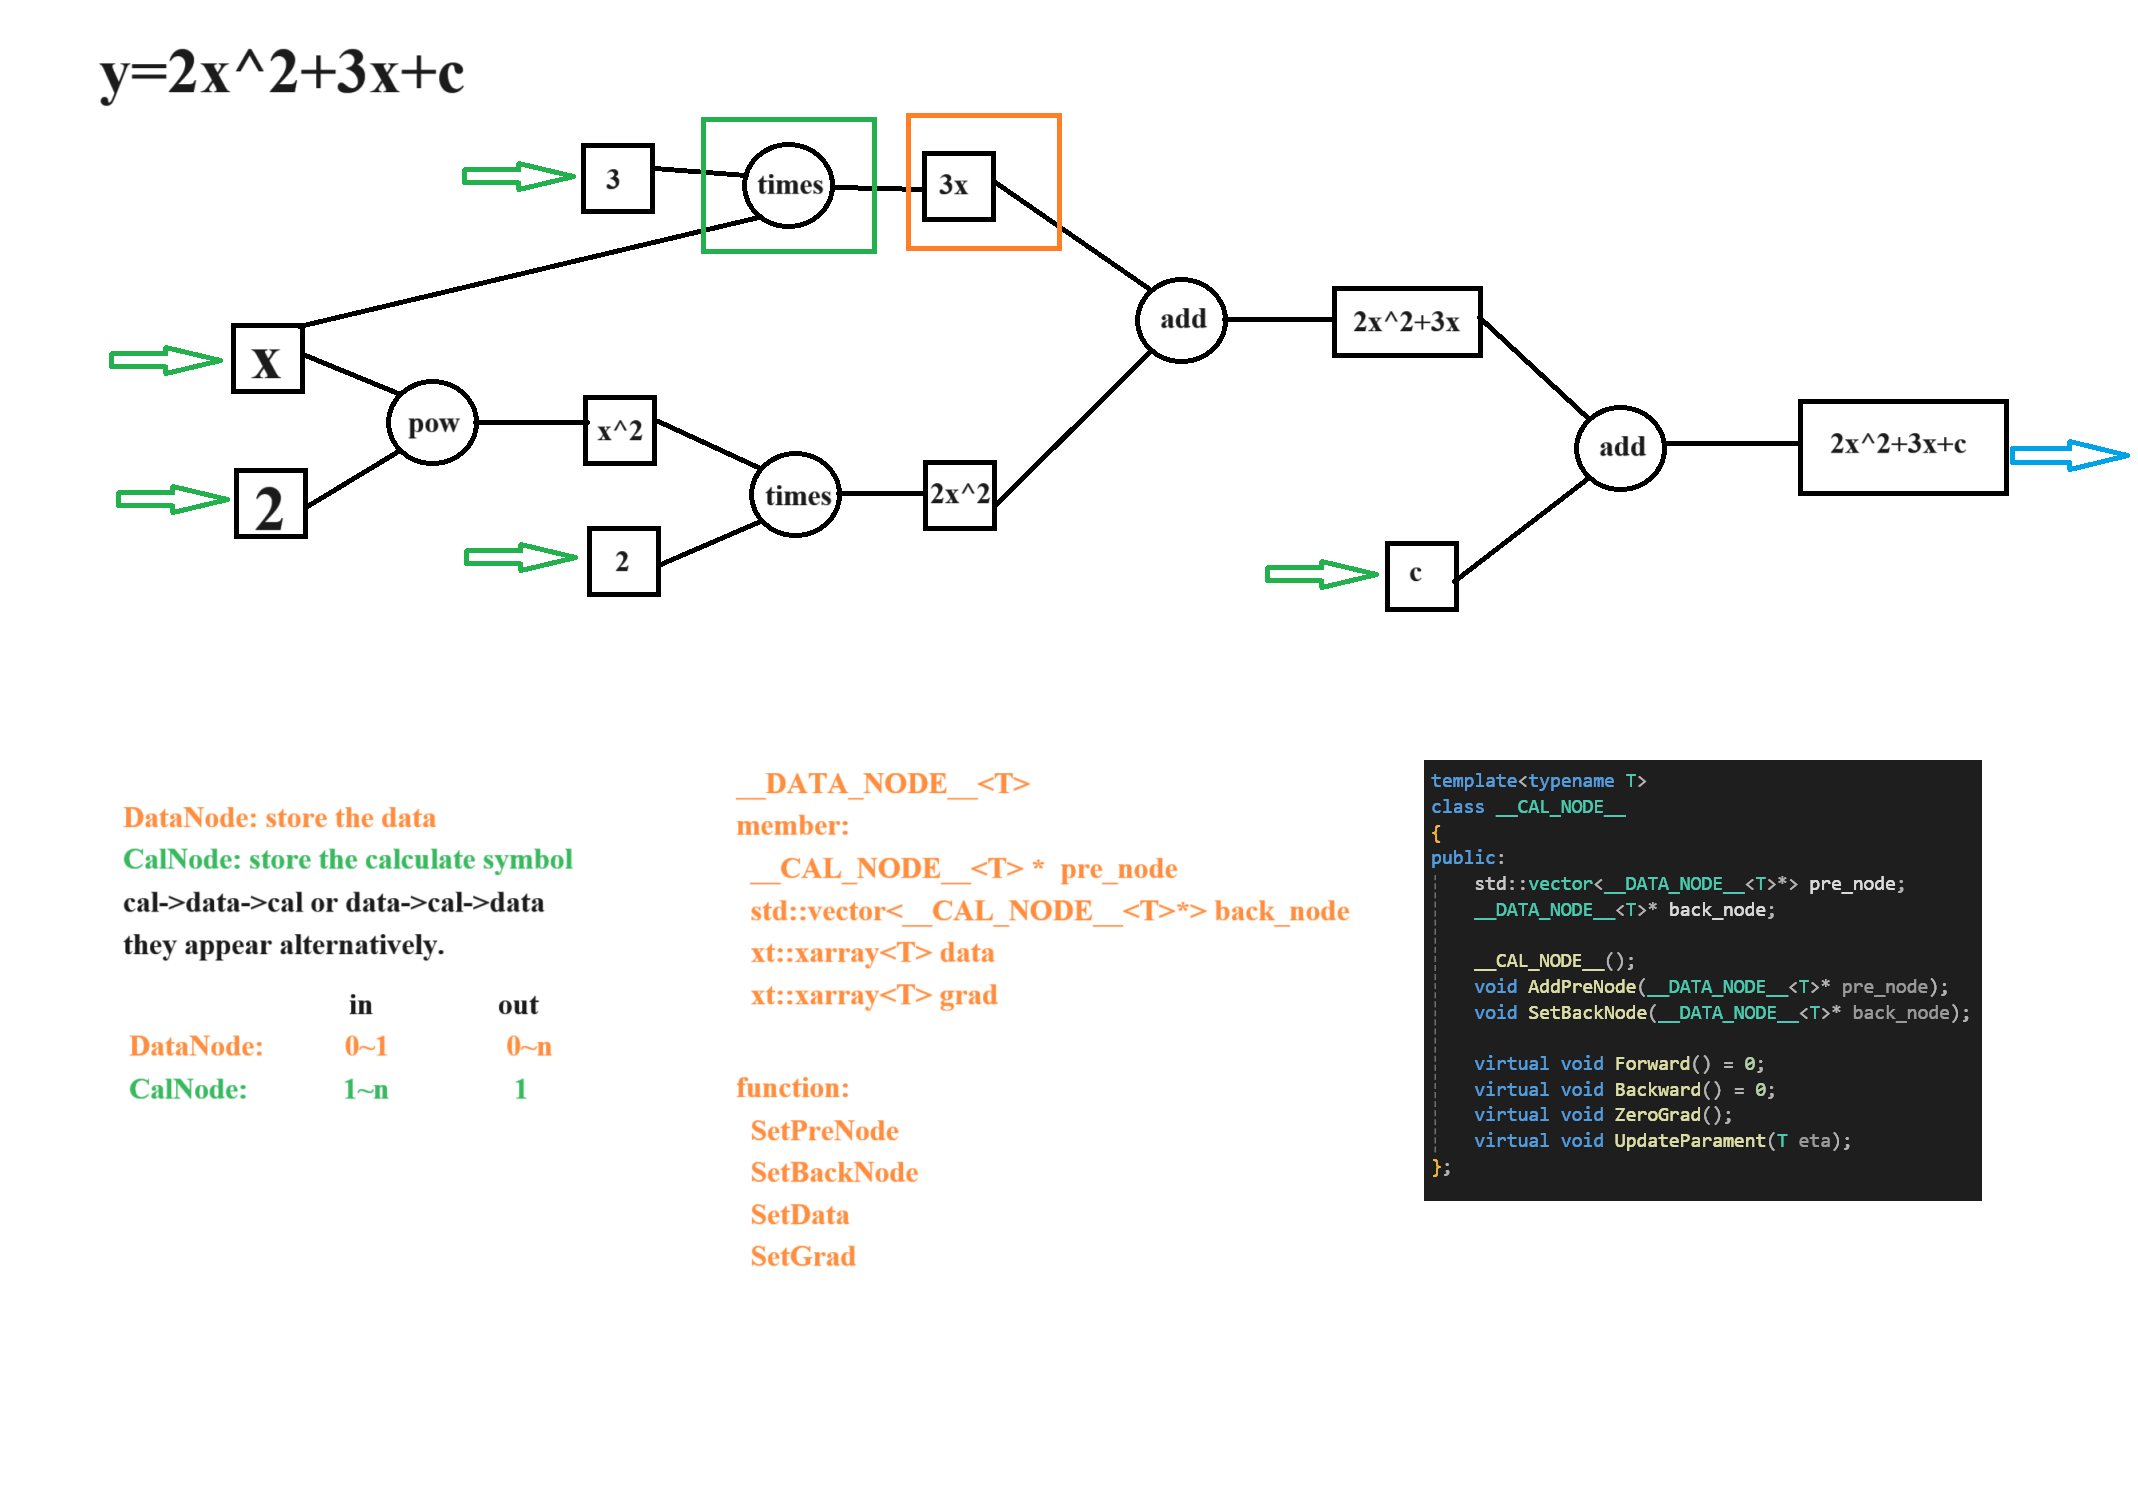 y=2x^2+3x+c
3
times
3x
add
2x^2+3x
x
pow
x^2
2
times
2x^2
2
add
2x^2+3x+c
c
DataNode: store the data
CalNode: store the calculate symbol
cal->data->cal or data->cal->data
they appear alternatively.
in out
DataNode: 0~1 0~n
CalNode: 1~n 1
__DATA_NODE__<T>
member:
__CAL_NODE__<T> * pre_node
std::vector<__CAL_NODE__<T>*> back_node
xt::xarray<T> data
xt::xarray<T> grad
function:
SetPreNode
SetBackNode
SetData
SetGrad
template<typename T>
class __CAL_NODE__
{
public:
std::vector<__DATA_NODE__<T>*> pre_node;
__DATA_NODE__<T>* back_node;
__CAL_NODE__();
void AddPreNode(__DATA_NODE__<T>* pre_node);
void SetBackNode(__DATA_NODE__<T>* back_node);
virtual void Forward() = 0;
virtual void Backward() = 0;
virtual void ZeroGrad();
virtual void UpdateParament(T eta);
};